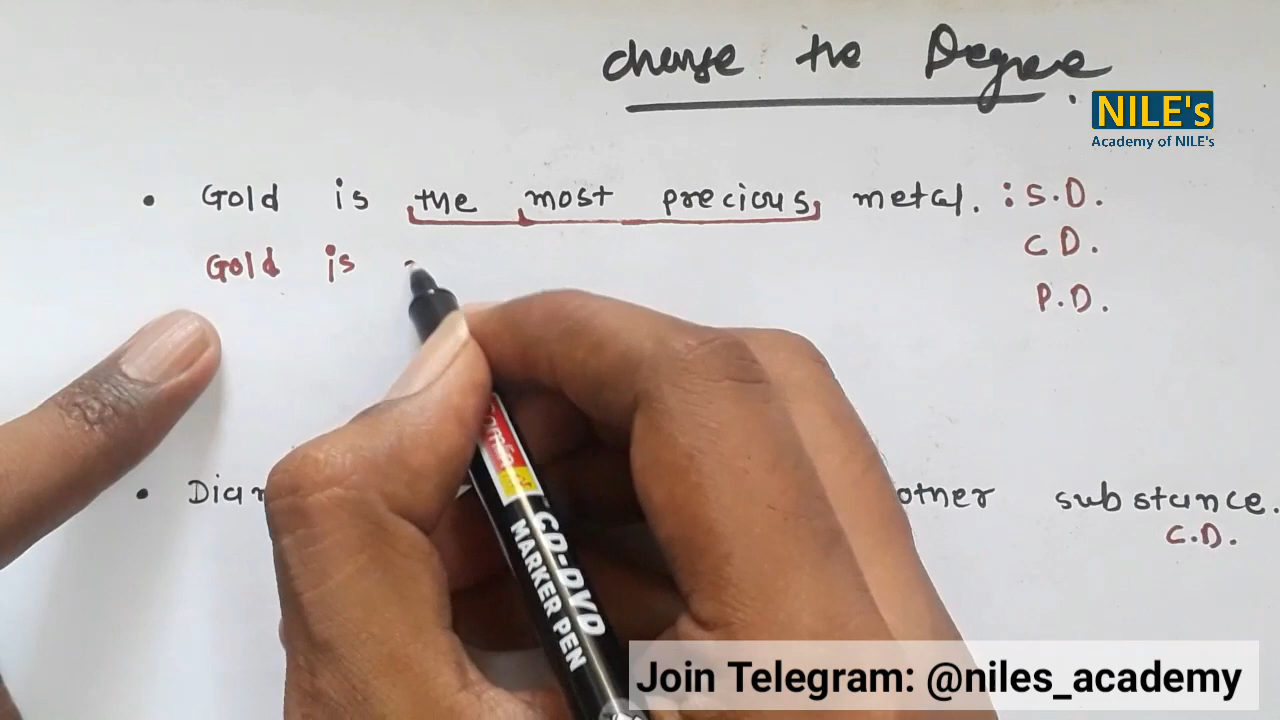 change the Degree.
NILE's
Academy of NILE's
• Gold is the most precious metal. : S.D.
Gold is C D.
P.D.
• other substance.
C.D.
CD-DVD
MARKER PEN
Join Telegram: @niles_academy